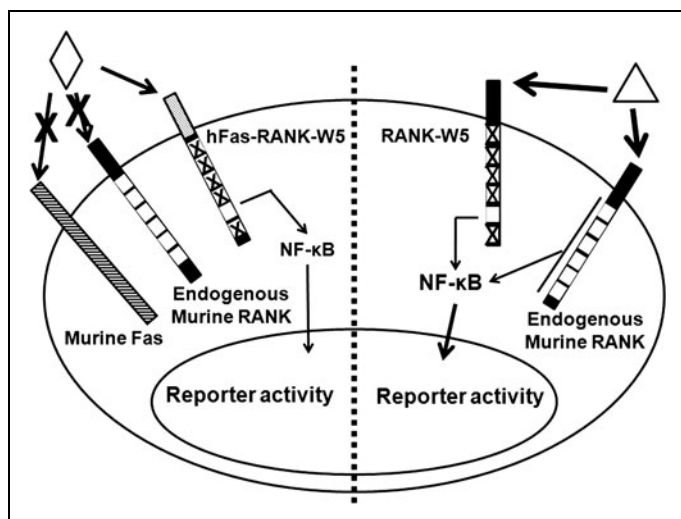 hFas-RANK-W5
RANK-W5
NF-κB
NF-κB
Endogenous
Murine RANK
Murine Fas
Endogenous
Murine RANK
Reporter activity
Reporter activity